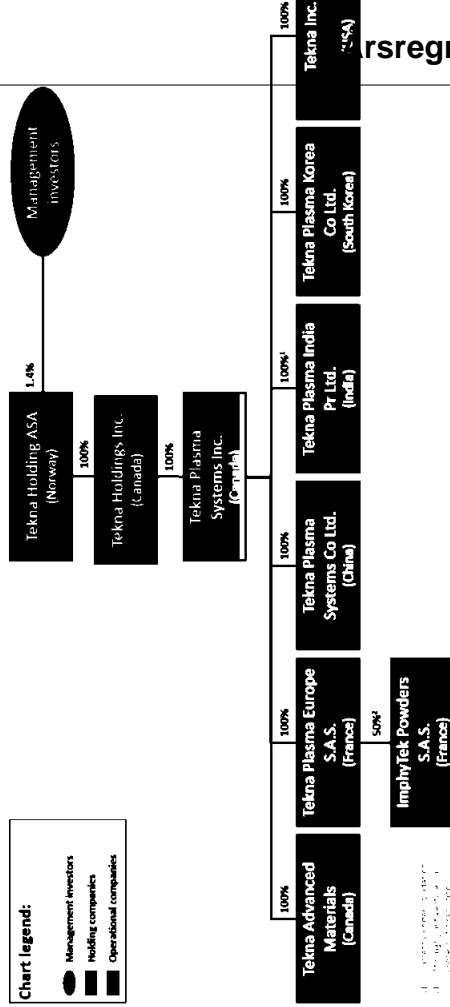 rsregn
Chart legend:
Management investors
Holding companies
Operational companies
Management
investors
1.4%
Tekna Holding ASA
(Norway)
100%
Tekna Holdings Inc.
(Canada)
100%
Tekna Plasma
Systems Inc.
(Canada)
100%
Tekna Advanced
Materials
(Canada)
100%
Tekna Plasma Europe
S.A.S.
(France)
100%
Tekna Plasma
Systems Co Ltd.
(China)
100%¹
Tekna Plasma India
Pr Ltd.
(India)
100%
Tekna Plasma Korea
Co Ltd.
(South Korea)
100%
Tekna Inc.
(USA)
50%²
ImphyTek Powders
S.A.S.
(France)